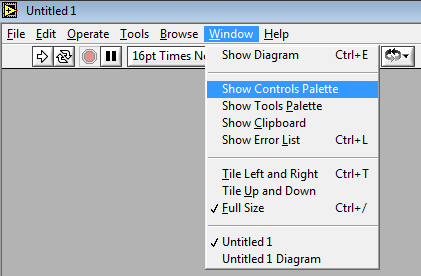 Untitled 1
File Edit Operate Tools Browse Window Help
16pt Times Ne
Show Diagram Ctrl+E
Show Controls Palette
Show Tools Palette
Show Clipboard
Show Error List Ctrl+L
Tile Left and Right Ctrl+T
Tile Up and Down
✓ Full Size Ctrl+/
✓ Untitled 1
Untitled 1 Diagram